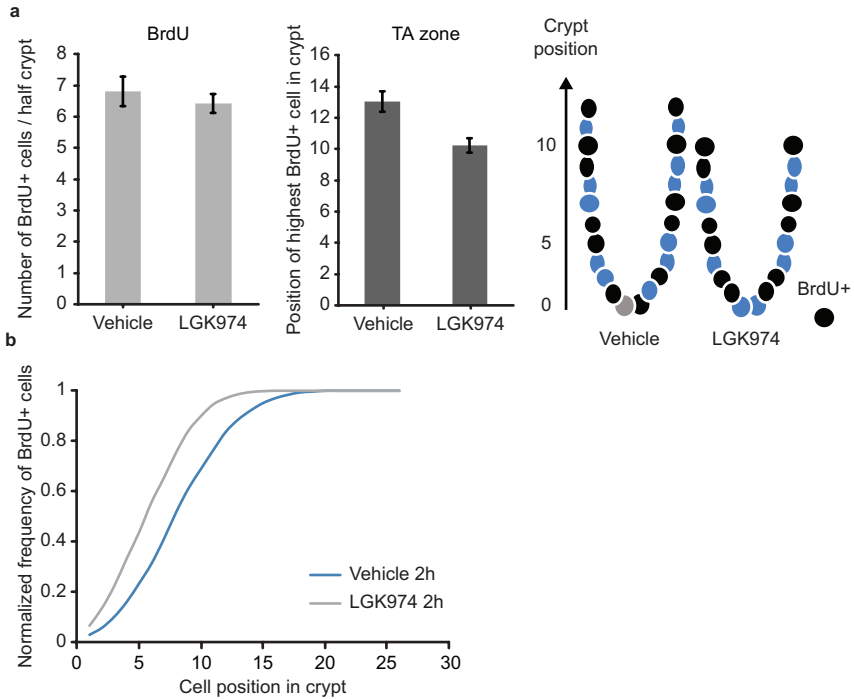 a
BrdU
Number of BrdU+ cells / half crypt
8
7
6
5
4
3
2
1
0
Vehicle
LGK974
TA zone
Position of highest BrdU+ cell in crypt
16
14
12
10
8
6
4
2
0
Vehicle
LGK974
Crypt
position
10
5
0
Vehicle
LGK974
BrdU+
b
Normalized frequency of BrdU+ cells
1
0.8
0.6
0.4
0.2
0
0
5
10
15
20
25
30
Cell position in crypt
Vehicle 2h
LGK974 2h